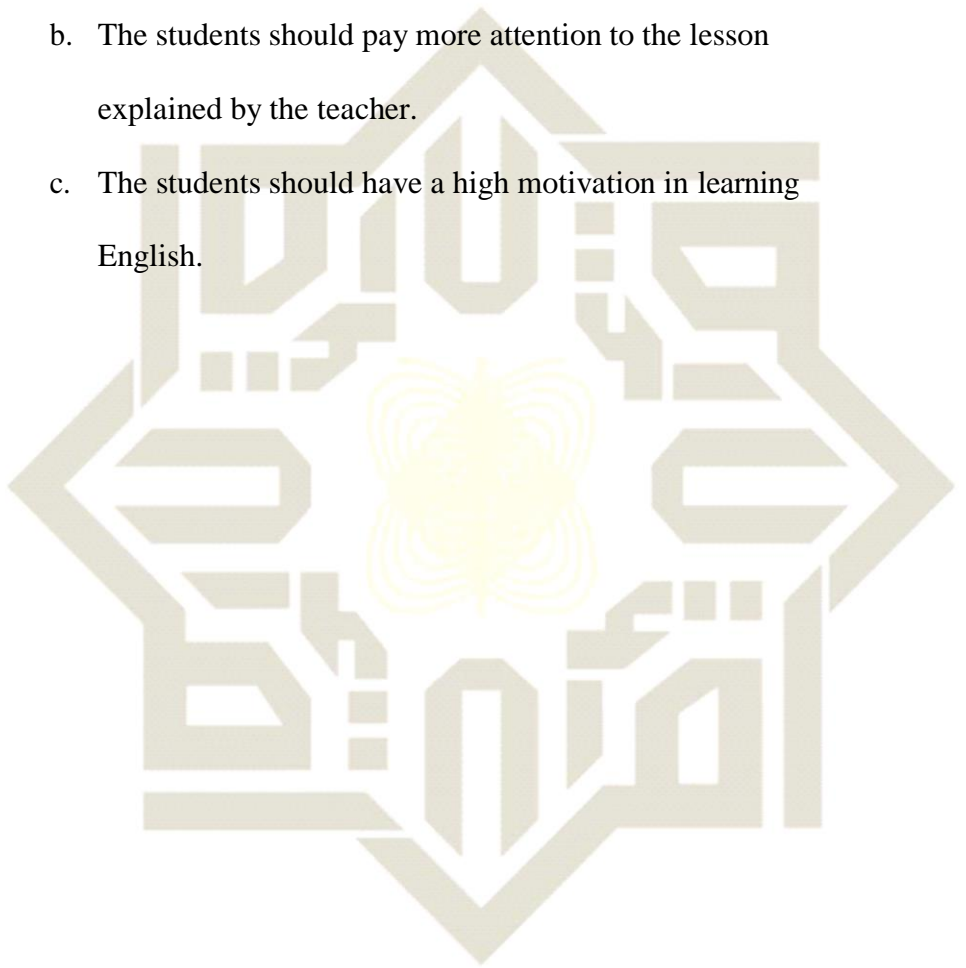 b. The students should pay more attention to the lesson
explained by the teacher.
c. The students should have a high motivation in learning
English.